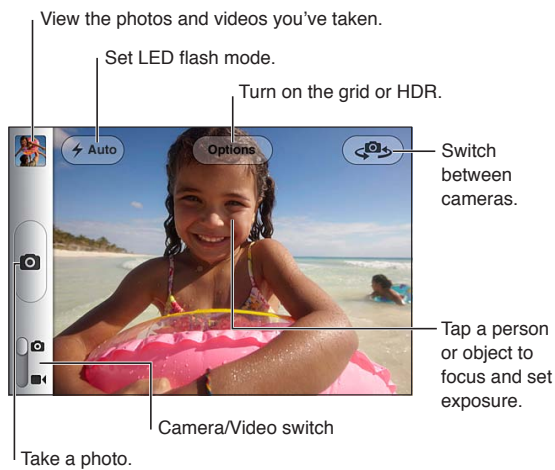 View the photos and videos you've taken.
Set LED flash mode.
Turn on the grid or HDR.
Auto
Options
Switch
between
cameras.
Tap a person
or object to
focus and set
exposure.
Camera/Video switch
Take a photo.